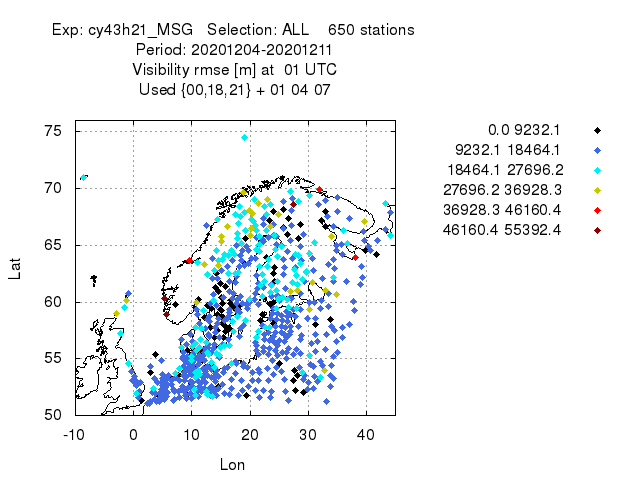 Exp: cy43h21_MSG   Selection: ALL    650 stations
Period: 20201204-20201211
Visibility rmse [m] at  01 UTC
Used {00,18,21} + 01 04 07
0.0 9232.1
9232.1 18464.1
18464.1 27696.2
27696.2 36928.3
36928.3 46160.4
46160.4 55392.4
75
70
65
60
55
50
Lat
-10 0 10 20 30 40
Lon